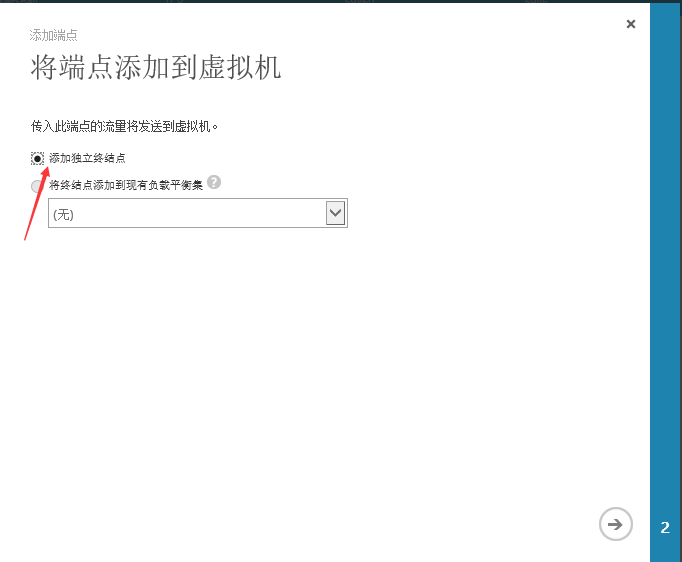 添加端点
将端点添加到虚拟机
传入此端点的流量将发送到虚拟机。
添加独立终结点
将终结点添加到现有负载平衡集 ?
(无)
2